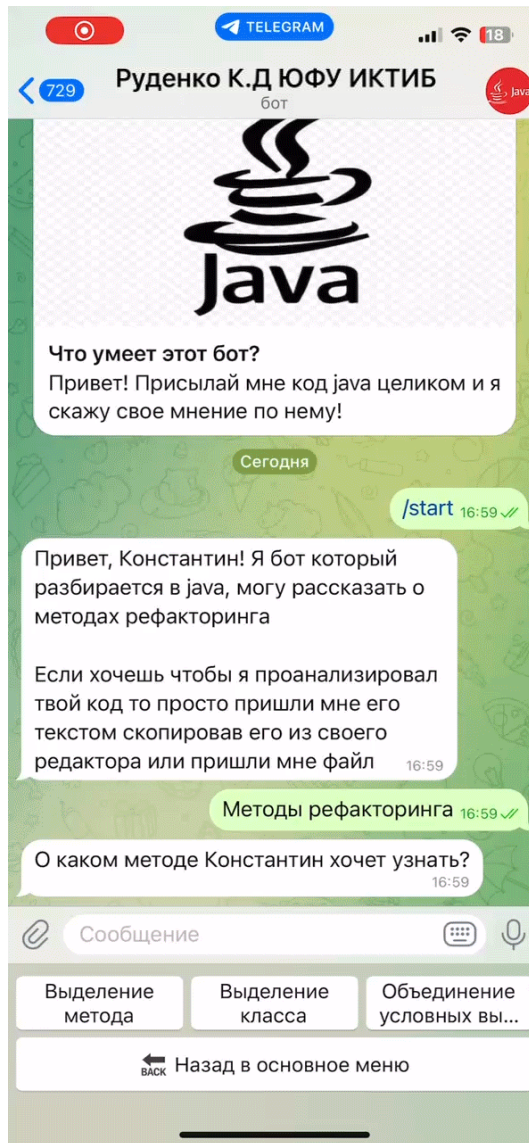 TELEGRAM
18
729
Руденко К.Д ЮФУ ИКТИБ
бот
Java
Java
Что умеет этот бот?
Привет! Присылай мне код java целиком и я
скажу свое мнение по нему!
Сегодня
/start 16:59
Привет, Константин! Я бот который
разбирается в java, могу рассказать о
методах рефакторинга
Если хочешь чтобы я проанализировал
твой код то просто пришли мне его
текстом скопировав его из своего
редактора или пришли мне файл 16:59
Методы рефакторинга 16:59
О каком методе Константин хочет узнать?
16:59
Сообщение
Выделение
метода
Выделение
класса
Объединение
условных вы...
BACK Назад в основное меню